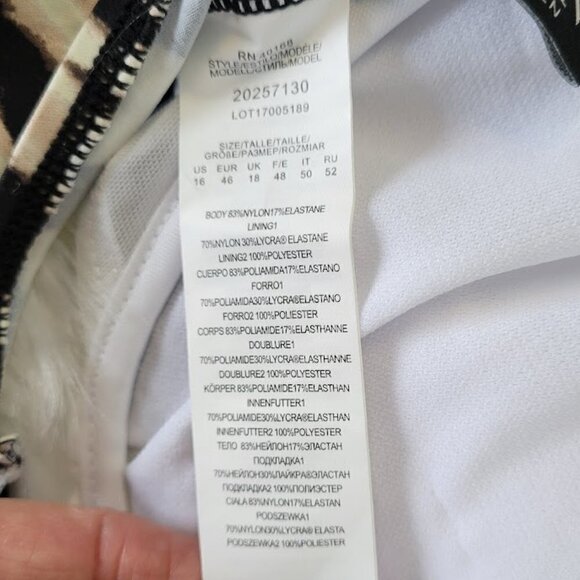 RN 40168
STYLE/ESTILO/MODÈLE/
MODELO/СТИЛЬ/MODEL
20257130
LOT17005189
SIZE/TALLE/TAILLE/
GRÖßE/РАЗМЕР/ROZMIAR
US EUR UK F/E IT RU
16 46 18 48 50 52
BODY 83%NYLON17%ELASTANE
LINING1
70%NYLON 30%LYCRA®ELASTANE
LINING2 100%POLYESTER
CUERPO 83%POLIAMIDA17%ELASTANO
FORRO1
70%POLIAMIDA30%LYCRA®ELASTANO
FORRO2 100%POLIESTER
CORPS 83%POLIAMIDE17%ELASTHANNE
DOUBLURE1
70%POLYAMIDE30%LYCRA®ELASTHANNE
DOUBLURE2 100%POLYESTER
KÖRPER 83%POLIAMIDE17%ELASTHAN
INNENFUTTER1
70%POLIAMIDE30%LYCRA®ELASTHAN
INNENFUTTER2 100%POLYESTER
ТЕЛО 83%НЕЙЛОН17%ЭЛАСТАН
ПОДКЛАДКА1
70%НЕЙЛОН30%ЛАЙКРА®ЭЛАСТАН
ПОДКЛАДКА2 100%ПОЛИЭСТЕР
CIALA 83%NYLON17%ELASTAN
PODSZEWKA1
70%NYLON30%LYCRA®ELASTA
PODSZEWKA2 100%POLIESTER